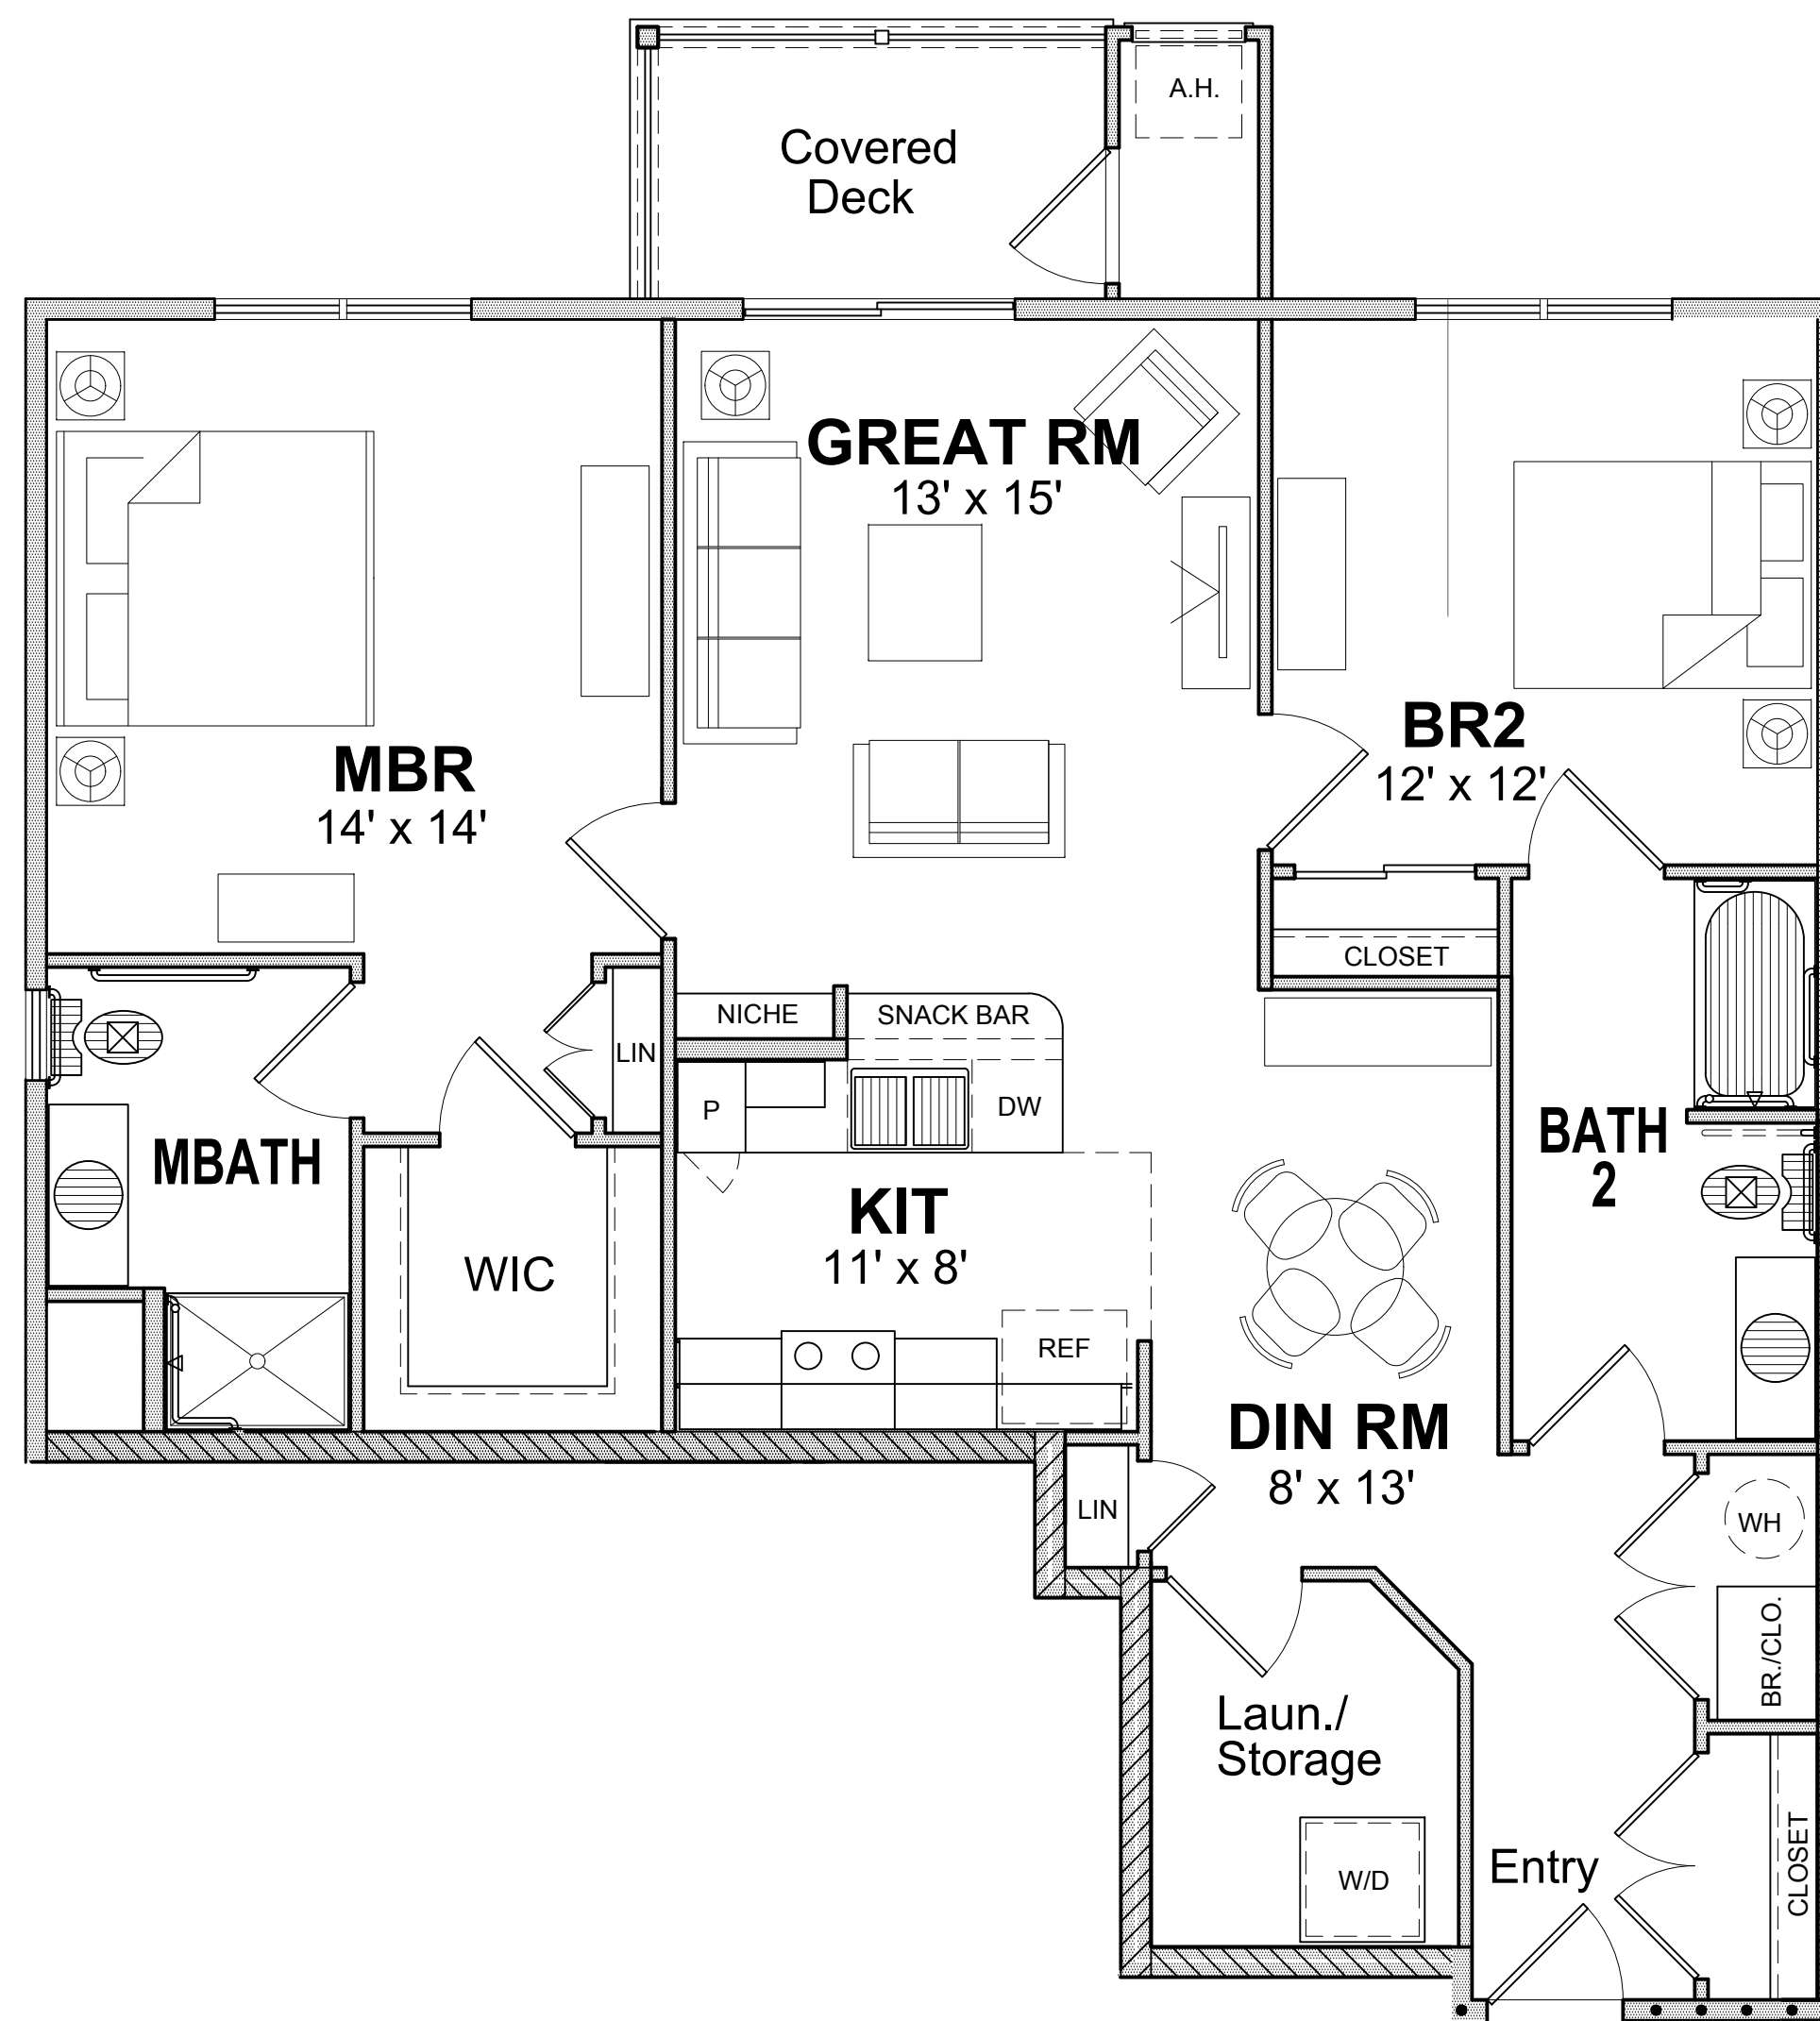 A.H.
Covered
Deck
GREAT RM
13' x 15'
MBR
14' x 14'
BR2
12' x 12'
CLOSET
NICHE
SNACK BAR
LIN
P
DW
MBATH
BATH
2
KIT
11' x 8'
WIC
REF
DIN RM
8' x 13'
LIN
WH
BR./CLO.
Laun./
Storage
W/D
Entry
CLOSET